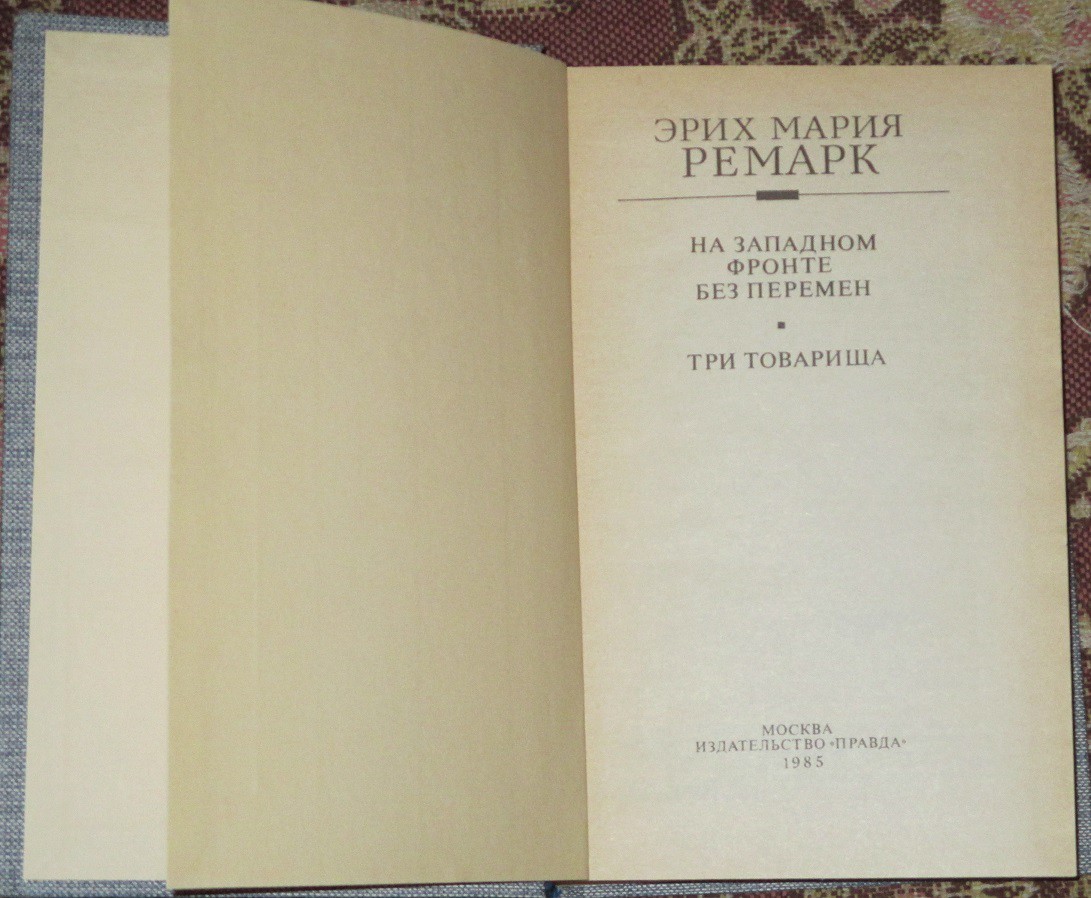 ЭРИХ МАРИЯ
РЕМАРК
НА ЗАПАДНОМ
ФРОНТЕ
БЕЗ ПЕРЕМЕН
ТРИ ТОВАРИЩА
МОСКВА
ИЗДАТЕЛЬСТВО «ПРАВДА»
1985